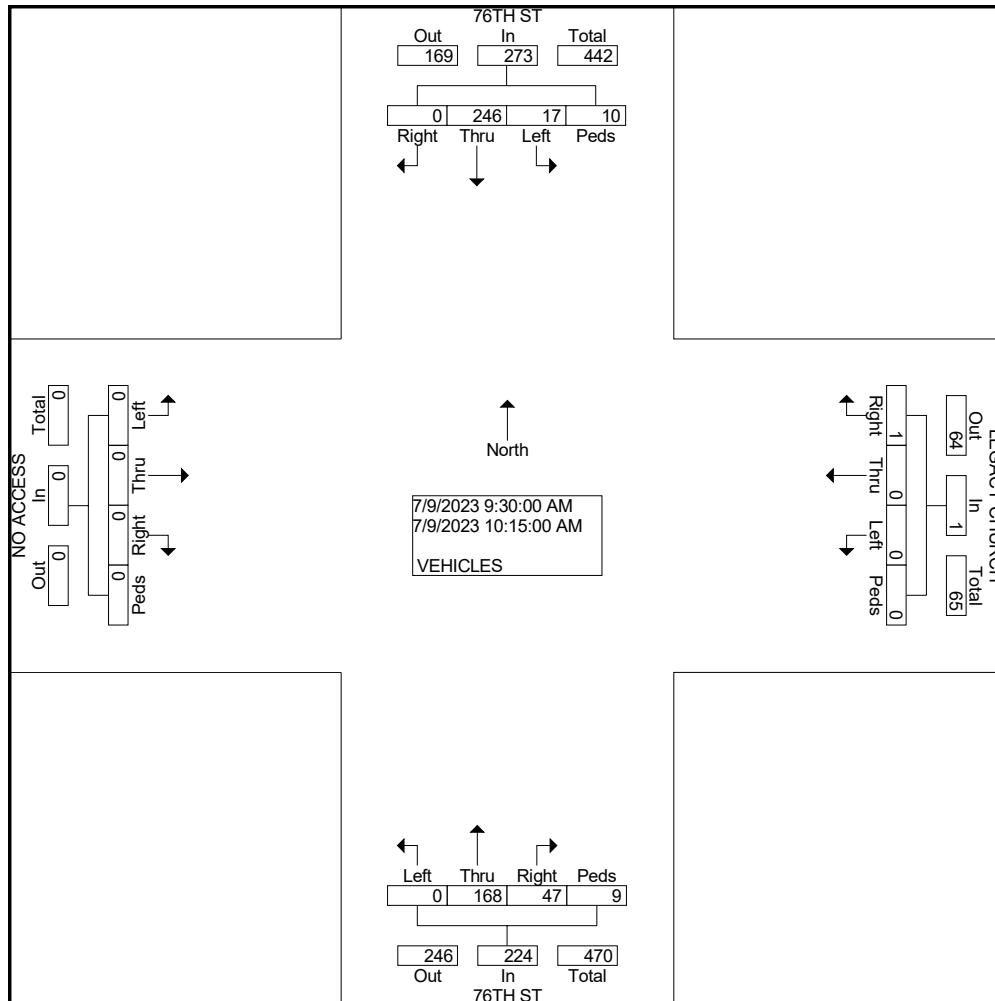 76TH ST
Out In Total
169 273 442
0 246 17 10
Right Thru Left Peds
NO ACCESS
Total In Out
0 0 0
0 0 0 0
Left Thru Right Peds
North
7/9/2023 9:30:00 AM
7/9/2023 10:15:00 AM
VEHICLES
Right Thru Left Peds
1 0 0 0
Out In Total
64 1 65
LEGACY CHURCH
Left Thru Right Peds
0 168 47 9
246 224 470
Out In Total
76TH ST